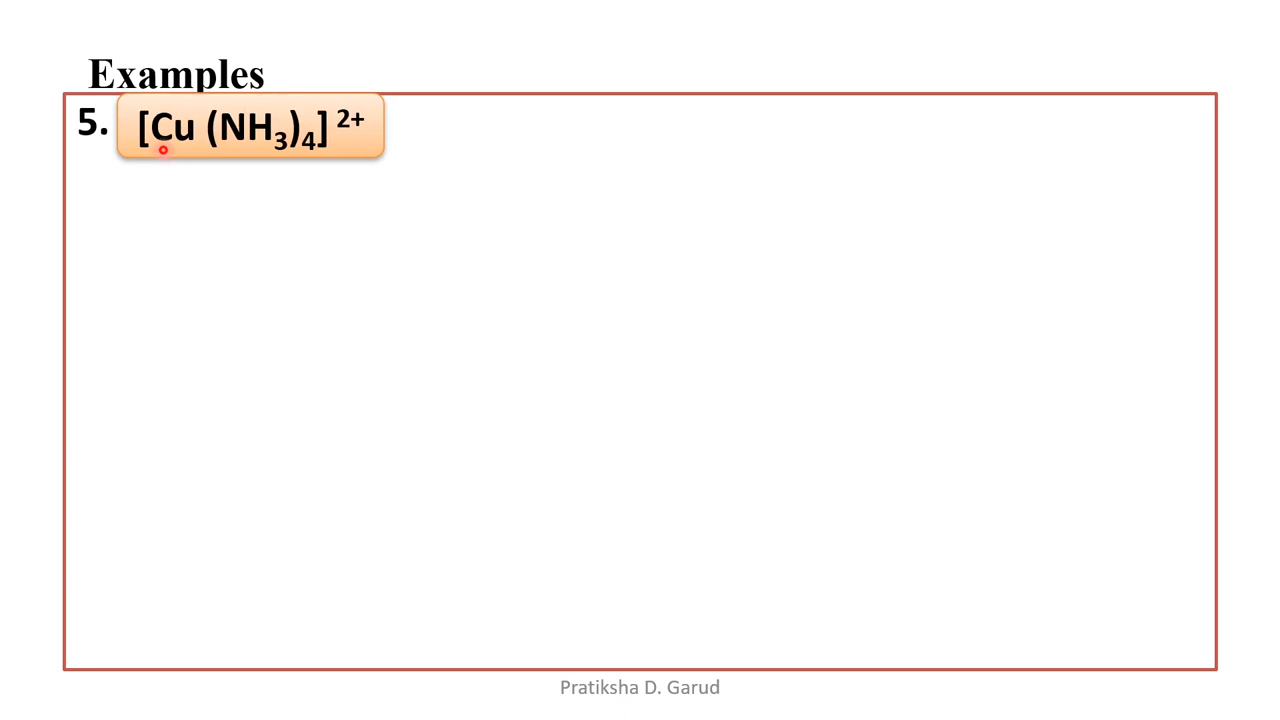 Examples
5. [Cu (NH₃)₄] ²⁺
Pratiksha D. Garud